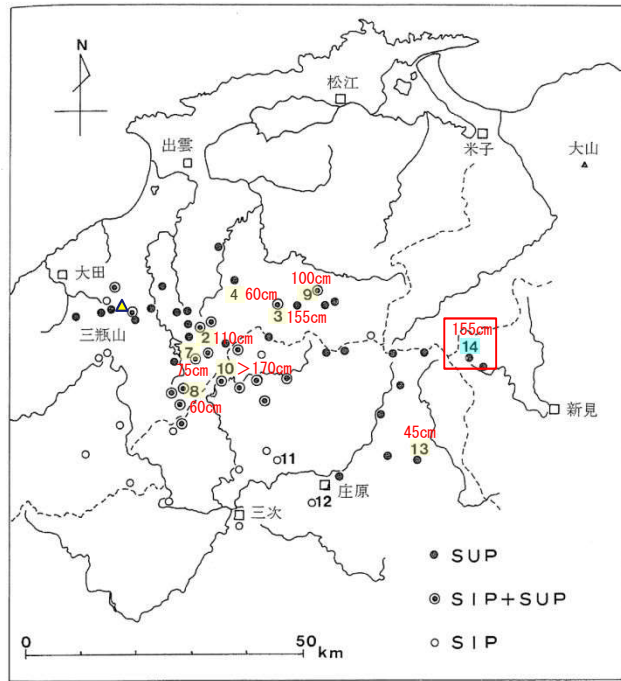 N
松江
出雲
米子
大山
大田
100cm
4 60cm
9
3
155cm
三瓶山
155cm
14
2
110cm
7
75cm
10 >170cm
8
60cm
新見
45cm
13
11
庄原
12
三次
SUP
SIP+SUP
SIP
0 50
km